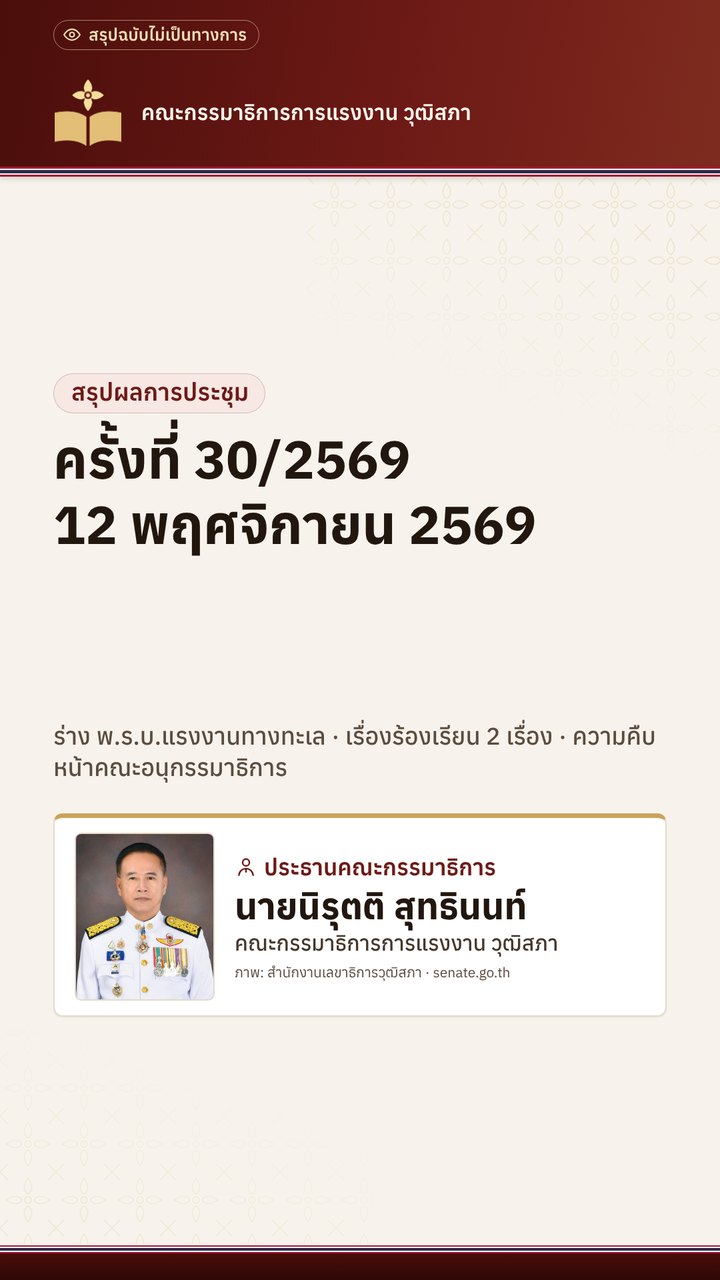 สรุปฉบับไม่เป็นทางการ
คณะกรรมาธิการการแรงงาน วุฒิสภา
สรุปผลการประชุม
ครั้งที่ 30/2569
12 พฤศจิกายน 2569
ร่าง พ.ร.บ.แรงงานทางทะเล · เรื่องร้องเรียน 2 เรื่อง · ความคืบ
หน้าคณะอนุกรรมาธิการ
ประธานคณะกรรมาธิการ
นายนิรุตติ สุทธินนท์
คณะกรรมาธิการการแรงงาน วุฒิสภา
ภาพ: สำนักงานเลขาธิการวุฒิสภา · senate.go.th